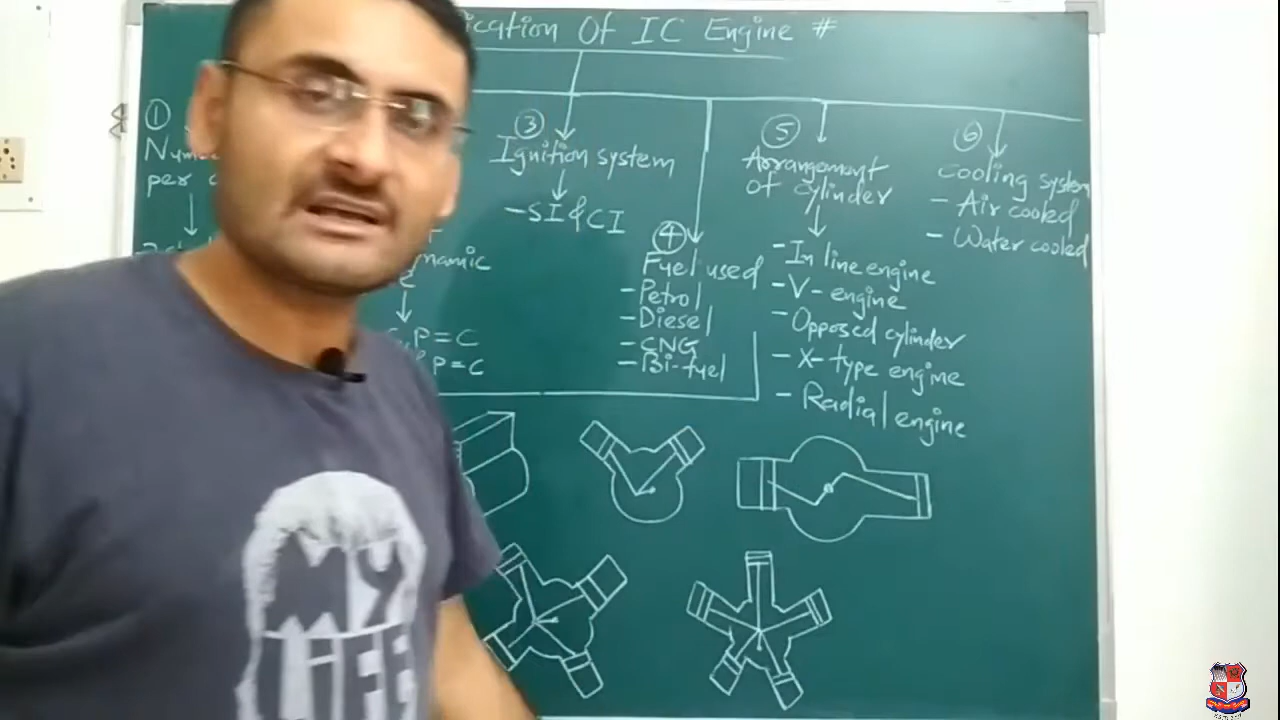 ication Of IC Engine #
①
Num
per c
③
Ignition system
- SI & CI
④
Fuel used
- Petrol
- Diesel
- CNG
- Bi-fuel
⑤
Arrangement
of cylinder
- In line engine
- V-engine
- Opposed cylinder
- X-type engine
- Radial engine
⑥
cooling system
- Air cooled
- Water cooled
namic
P = C
P = C
MY
LIFE